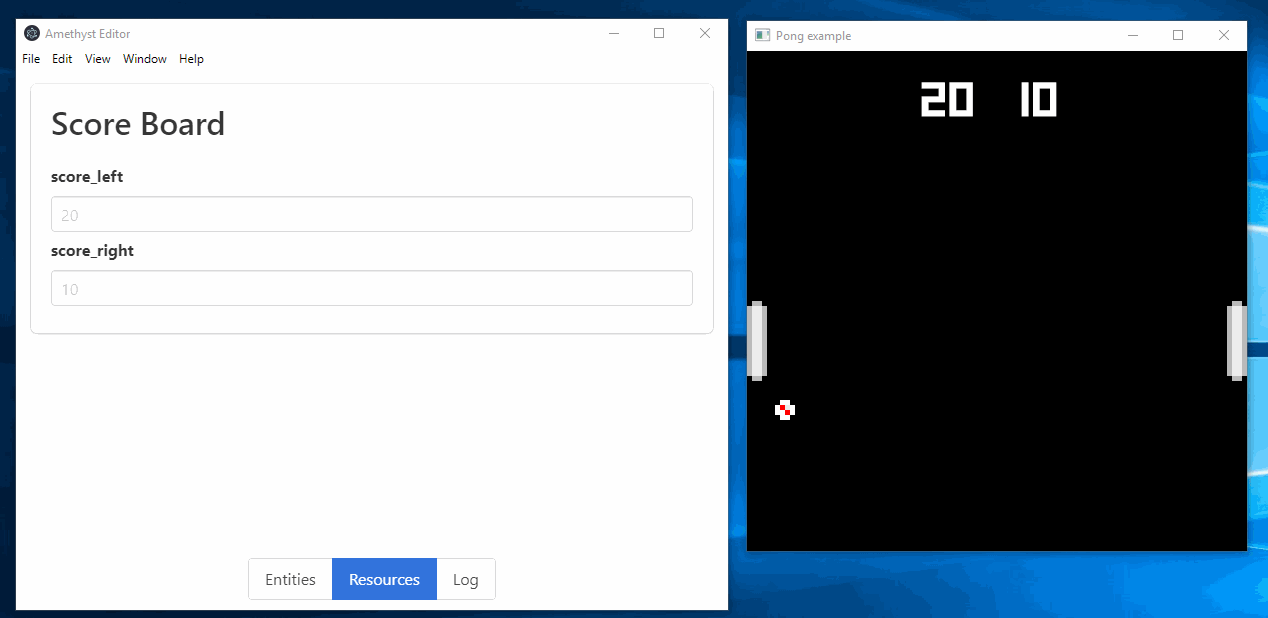 Amethyst Editor
File Edit View Window Help
Score Board
score_left
20
score_right
10
Entities Resources Log
Pong example
20 10